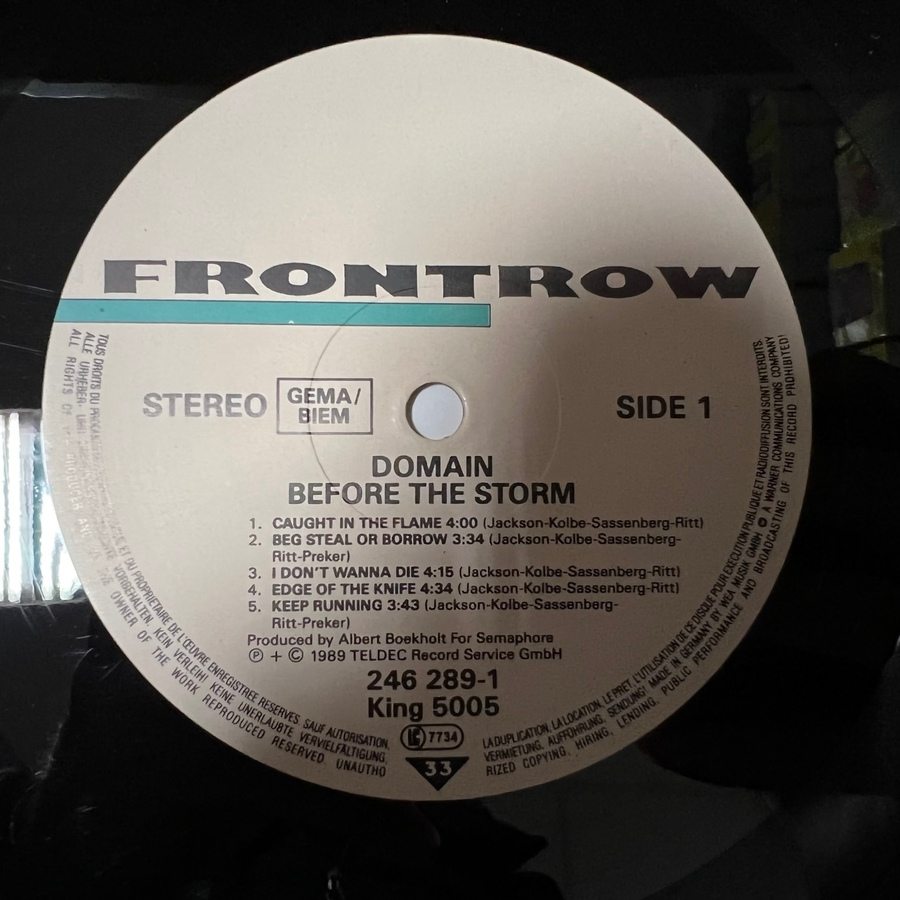 FRONTROW
STEREO
GEMA/
BIEM
SIDE 1
DOMAIN
BEFORE THE STORM
1. CAUGHT IN THE FLAME 4:00 (Jackson-Kolbe-Sassenberg-Ritt)
2. BEG STEAL OR BORROW 3:34 (Jackson-Kolbe-Sassenberg-
Ritt-Preker)
3. I DON'T WANNA DIE 4:15 (Jackson-Kolbe-Sassenberg-Ritt)
4. EDGE OF THE KNIFE 4:34 (Jackson-Kolbe-Sassenberg-Ritt)
5. KEEP RUNNING 3:43 (Jackson-Kolbe-Sassenberg-
Ritt-Preker)
Produced by Albert Boekholt For Semaphore
Ⓟ + © 1989 TELDEC Record Service GmbH
246 289-1
King 5005
LC 7734
33
TOUS DROITS DU ET DU PROPRIETAIRE DE L'ŒUVRE ENREGISTREE RESERVES. SAUF AUTORISATION,
LA DUPLICATION, LA LOCATION, LE PRET, L'UTILISATION DE CE DISQUE POUR EXECUTION PUBLIQUE ET RADIODIFFUSION SONT INTERDITS.
ALLE URHEBER- VORBEHALTEN. KEIN VERLEIH! KEINE UNERLAUBTE VERVIELFÄLTIGUNG,
VERMIETUNG, AUFFÜHRUNG, SENDUNG! MADE IN GERMANY BY WEA MUSIK GMBH A WARNER COMMUNICATIONS COMPANY
ALL RIGHTS OF OWNER OF THE WORK REPRODUCED RESERVED. UNAUTHO
RIZED COPYING, HIRING, LENDING, PUBLIC PERFORMANCE AND BROADCASTING OF THIS RECORD PROHIBITED!